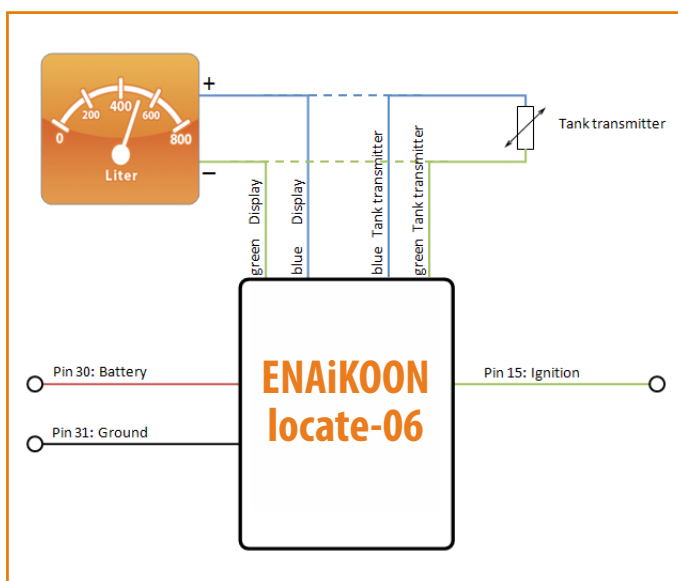 +
400
200
600
0
800
Liter
−
Tank transmitter
green Display
blue Display
blue Tank transmitter
green Tank transmitter
Pin 30: Battery
Pin 31: Ground
ENAiKOON
locate-06
Pin 15: Ignition